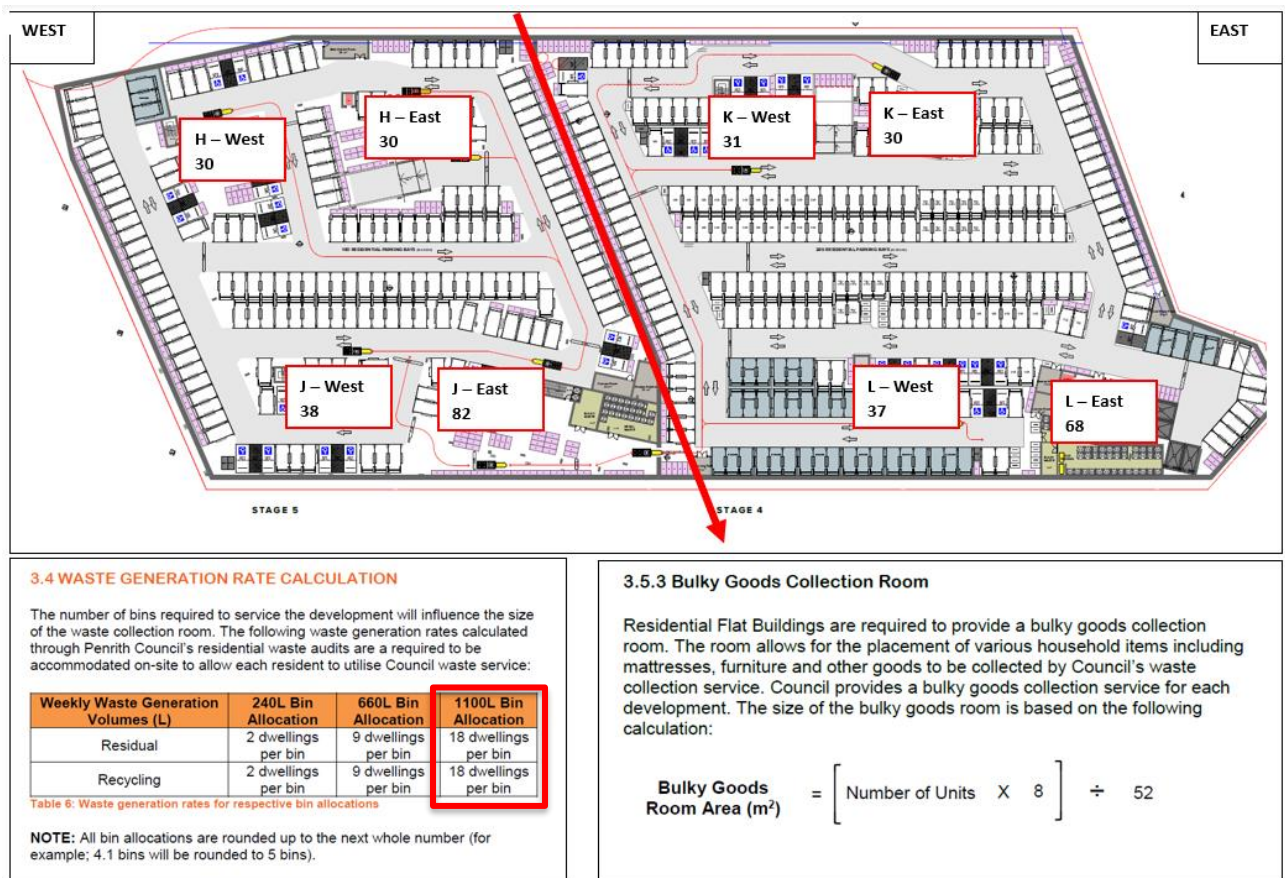 WEST
EAST
H – West
30
H – East
30
K – West
31
K – East
30
J – West
38
J – East
82
L – West
37
L – East
68
STAGE 5
STAGE 4
3.4 WASTE GENERATION RATE CALCULATION
The number of bins required to service the development will influence the size
of the waste collection room. The following waste generation rates calculated
through Penrith Council's residential waste audits are a required to be
accommodated on-site to allow each resident to utilise Council waste service:
Weekly Waste Generation Volumes (L)
240L Bin Allocation
660L Bin Allocation
1100L Bin Allocation
Residual
2 dwellings per bin
9 dwellings per bin
18 dwellings per bin
Recycling
2 dwellings per bin
9 dwellings per bin
18 dwellings per bin
Table 6: Waste generation rates for respective bin allocations
NOTE: All bin allocations are rounded up to the next whole number (for
example; 4.1 bins will be rounded to 5 bins).
3.5.3 Bulky Goods Collection Room
Residential Flat Buildings are required to provide a bulky goods collection
room. The room allows for the placement of various household items including
mattresses, furniture and other goods to be collected by Council's waste
collection service. Council provides a bulky goods collection service for each
development. The size of the bulky goods room is based on the following
calculation:
Bulky Goods
Room Area (m²) = [ Number of Units X 8 ] ÷ 52